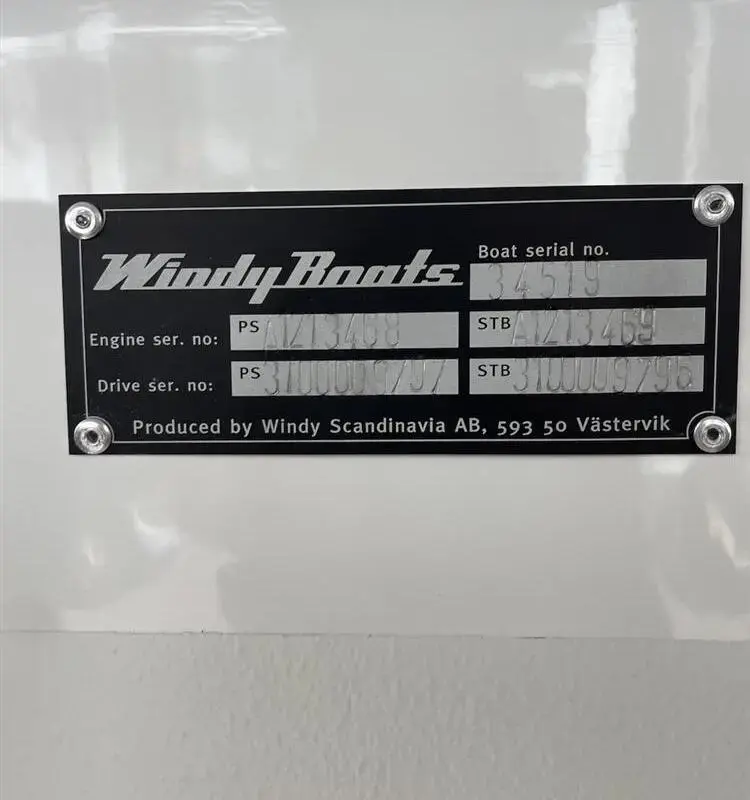 Windy Boats
Boat serial no.
34519
Engine ser. no: PS A1213468 STB A1213469
Drive ser. no: PS 3100009797 STB 3100009796
Produced by Windy Scandinavia AB, 593 50 Västervik